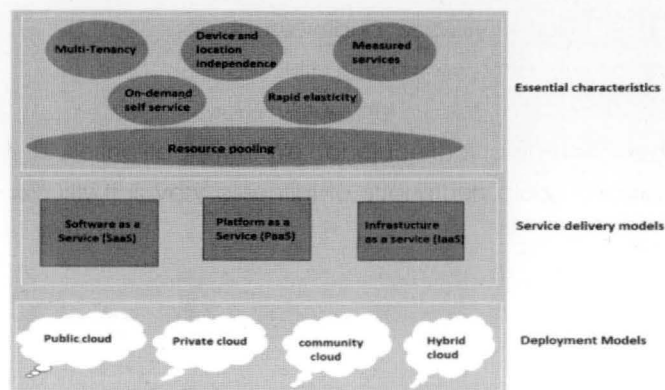 Multi-Tenancy
Device and
location
independence
Measured
services
On-demand
self service
Rapid elasticity
Resource pooling
Essential characteristics
Software as a
Service (SaaS)
Platform as a
Service (PaaS)
Infrastucture
as a service (IaaS)
Service delivery models
Public cloud
Private cloud
community
cloud
Hybrid
cloud
Deployment Models